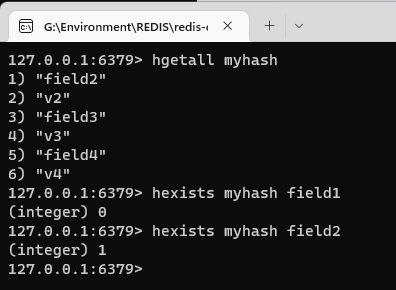 G:\Environment\REDIS\redis-c
127.0.0.1:6379> hgetall myhash
1) "field2"
2) "v2"
3) "field3"
4) "v3"
5) "field4"
6) "v4"
127.0.0.1:6379> hexists myhash field1
(integer) 0
127.0.0.1:6379> hexists myhash field2
(integer) 1
127.0.0.1:6379>